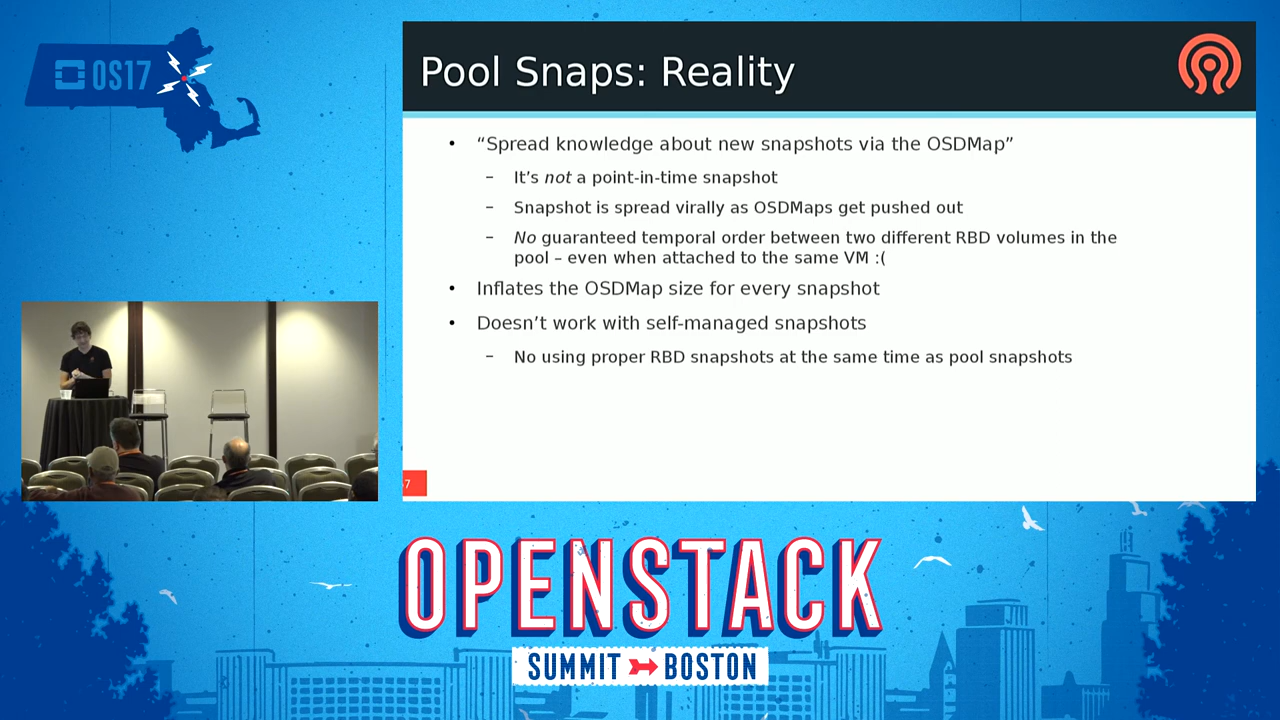 OS17
Pool Snaps: Reality
• “Spread knowledge about new snapshots via the OSDMap”
– It’s not a point-in-time snapshot
– Snapshot is spread virally as OSDMaps get pushed out
– No guaranteed temporal order between two different RBD volumes in the
pool – even when attached to the same VM :(
• Inflates the OSDMap size for every snapshot
• Doesn’t work with self-managed snapshots
– No using proper RBD snapshots at the same time as pool snapshots
7
OPENSTACK
SUMMIT BOSTON